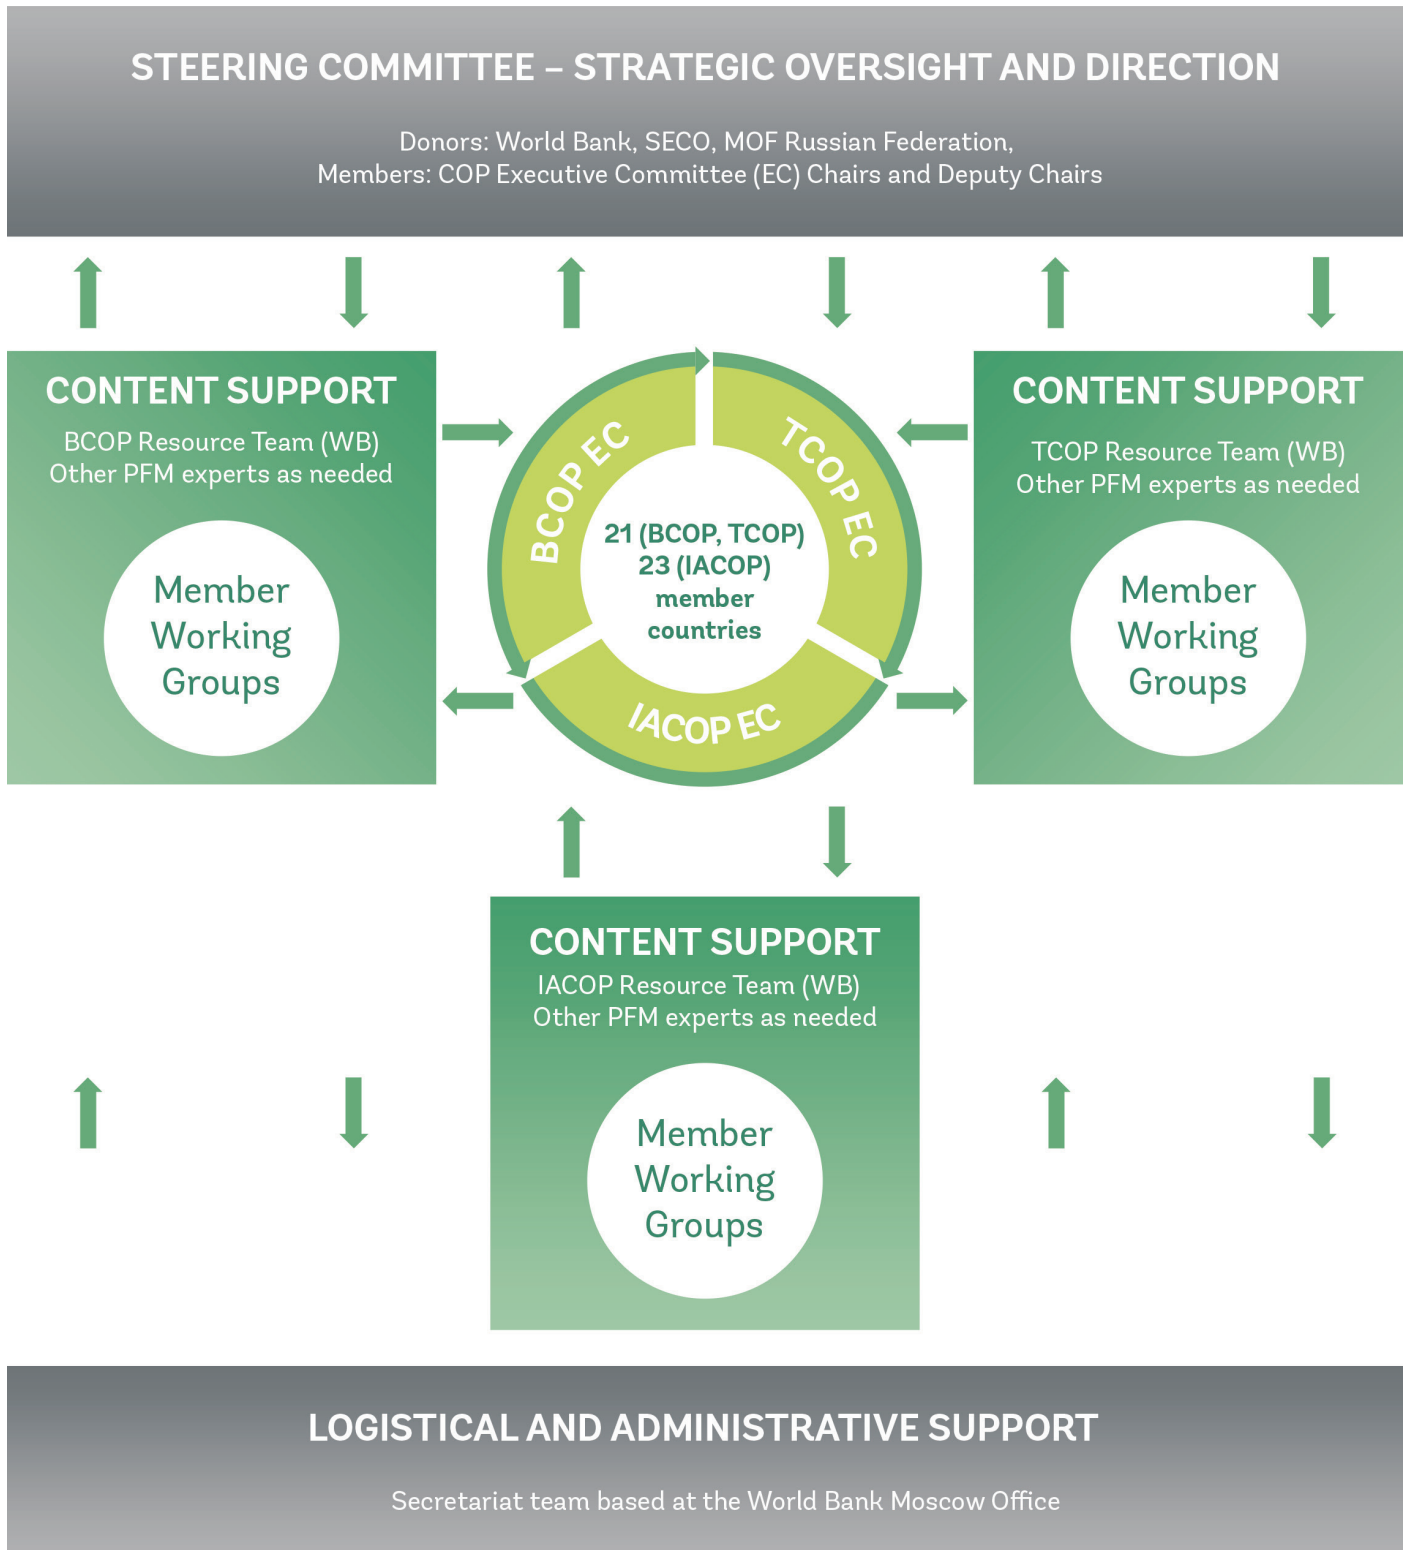 STEERING COMMITTEE – STRATEGIC OVERSIGHT AND DIRECTION
Donors: World Bank, SECO, MOF Russian Federation,
Members: COP Executive Committee (EC) Chairs and Deputy Chairs
CONTENT SUPPORT
BCOP Resource Team (WB)
Other PFM experts as needed
Member
Working
Groups
BCOP EC
TCOP EC
IACOP EC
21 (BCOP, TCOP)
23 (IACOP)
member
countries
CONTENT SUPPORT
TCOP Resource Team (WB)
Other PFM experts as needed
Member
Working
Groups
CONTENT SUPPORT
IACOP Resource Team (WB)
Other PFM experts as needed
Member
Working
Groups
LOGISTICAL AND ADMINISTRATIVE SUPPORT
Secretariat team based at the World Bank Moscow Office